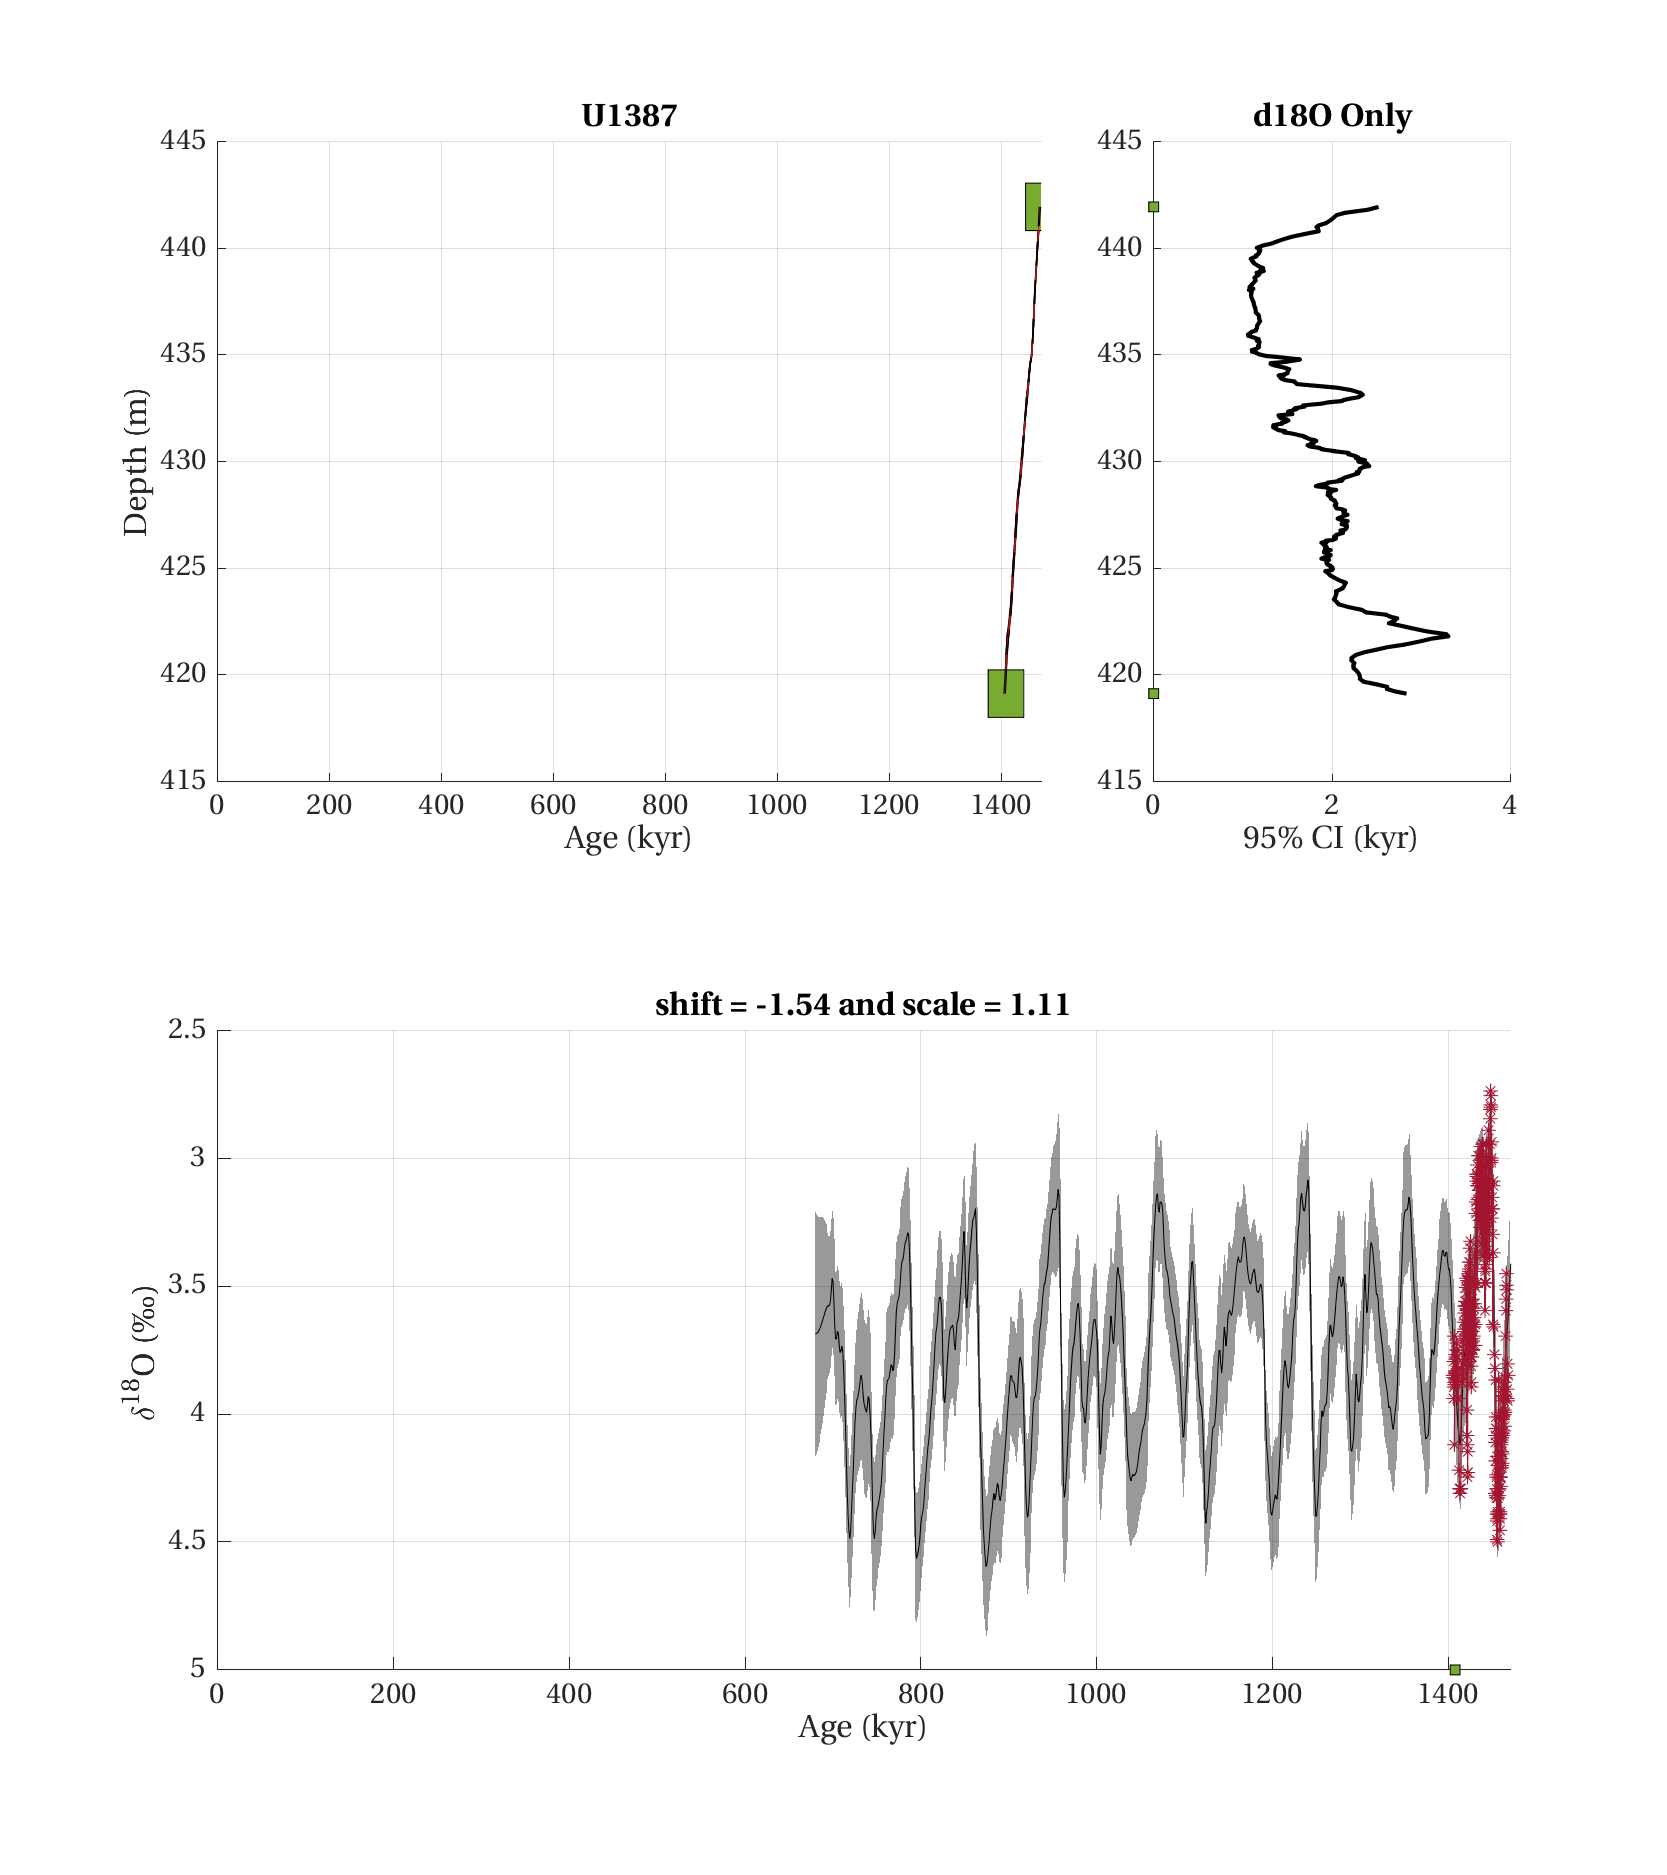 U1387
445
440
435
430
425
420
415
Depth (m)
0 200 400 600 800 1000 1200 1400
Age (kyr)
d18O Only
445
440
435
430
425
420
415
0 2 4
95% CI (kyr)
shift = -1.54 and scale = 1.11
2.5
3
3.5
4
4.5
5
δ¹⁸O (‰)
0 200 400 600 800 1000 1200 1400
Age (kyr)